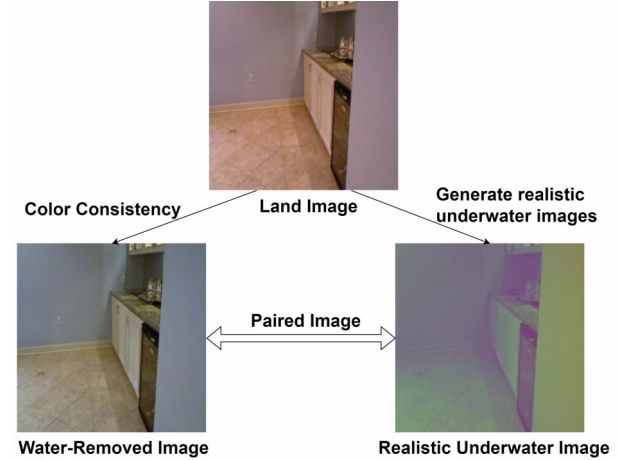 Land Image
Color Consistency
Generate realistic
underwater images
Paired Image
Water-Removed Image
Realistic Underwater Image